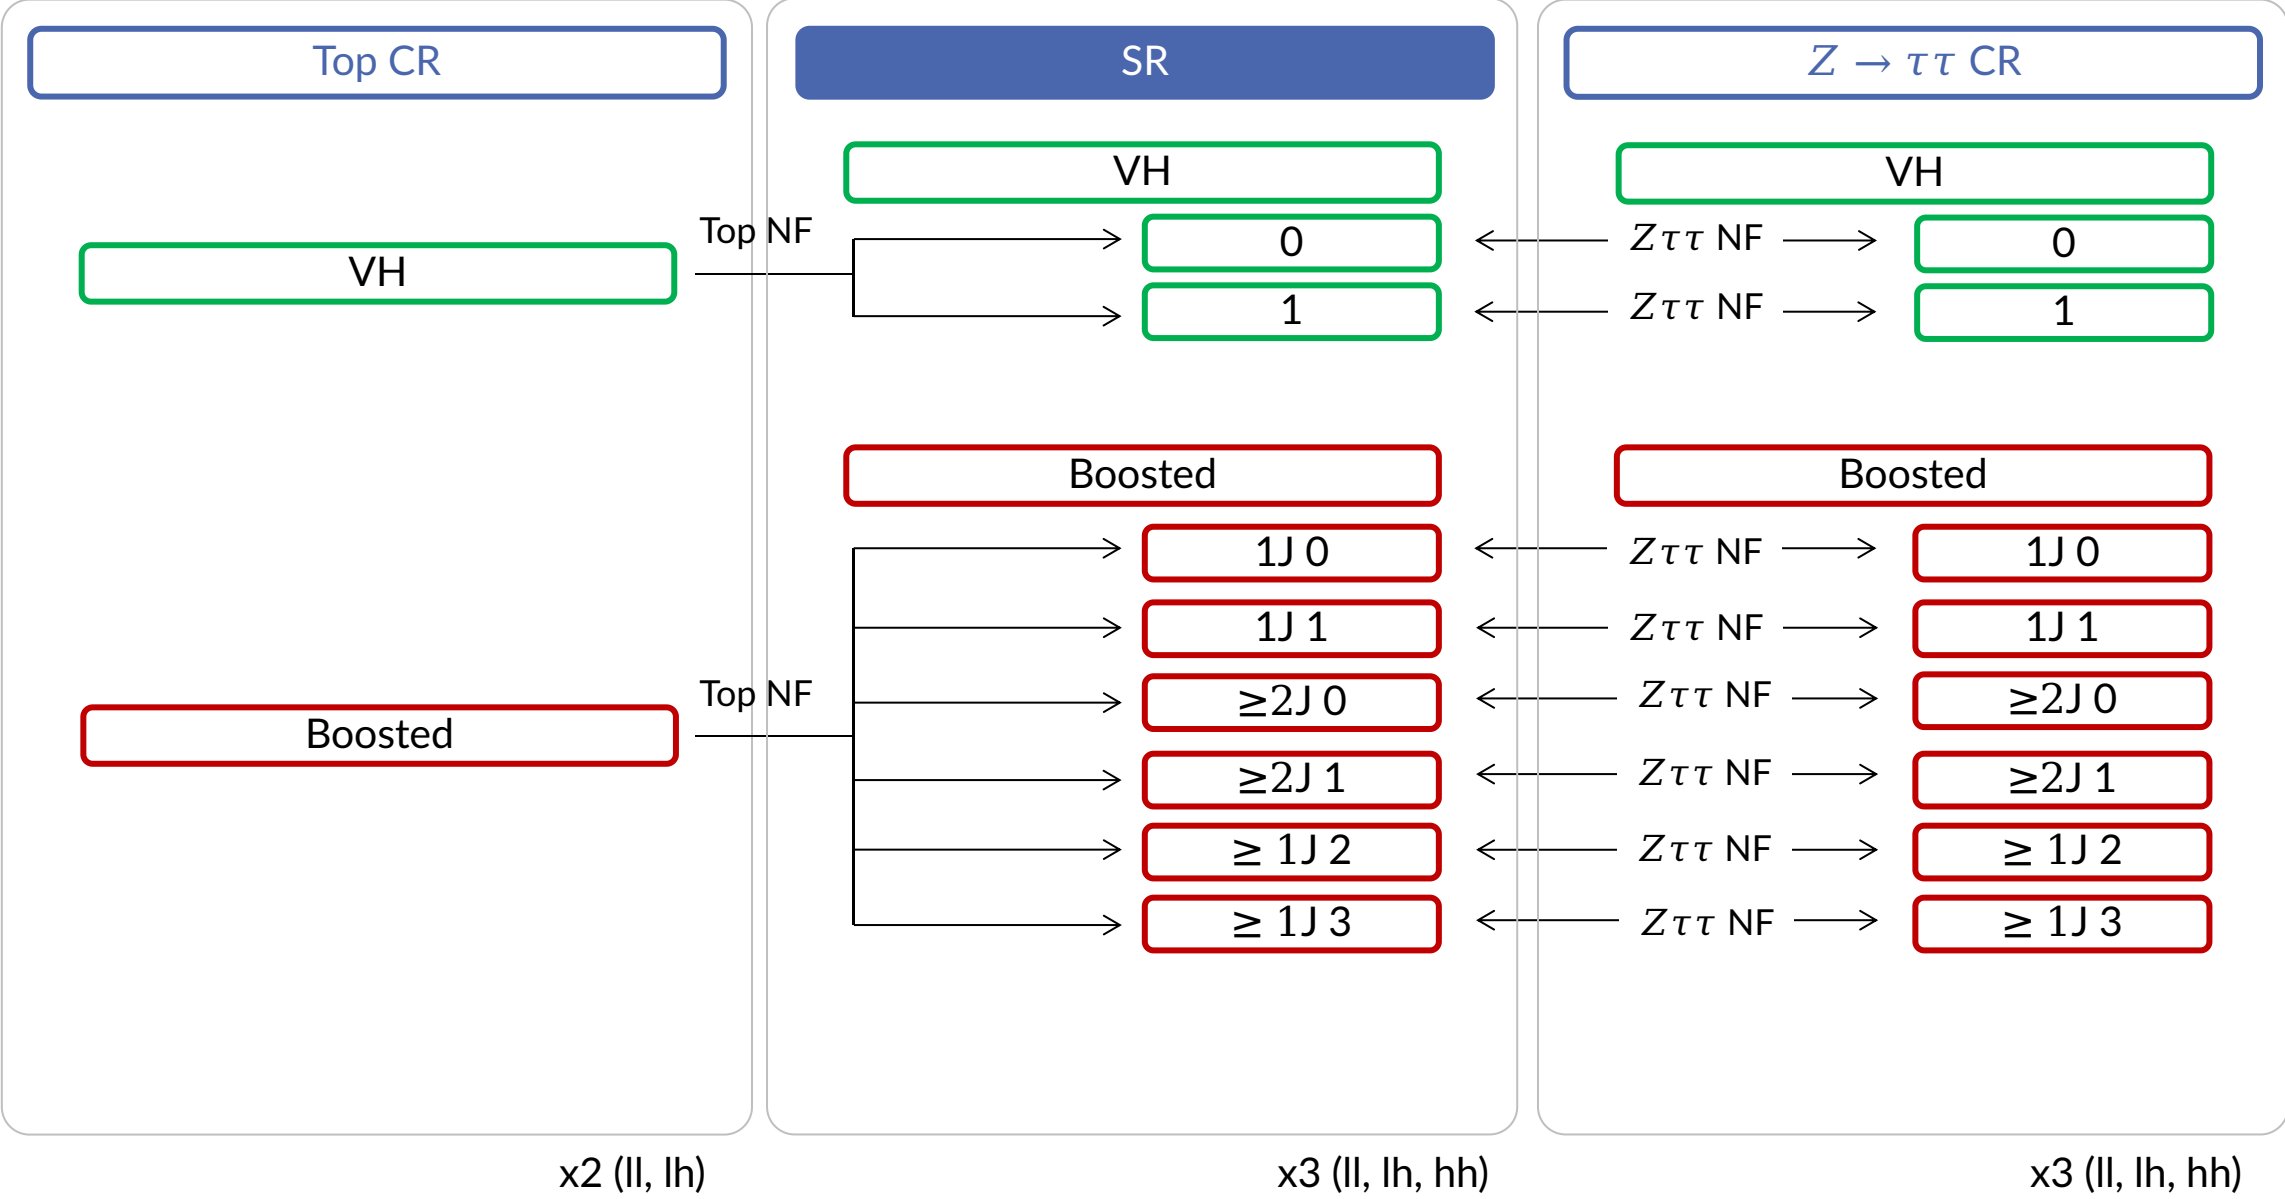 Top CR
SR
𝑍 → 𝜏𝜏 CR
VH
VH
Top NF
0
𝑍𝜏𝜏 NF
0
VH
1
𝑍𝜏𝜏 NF
1
Boosted
Boosted
1J 0
𝑍𝜏𝜏 NF
1J 0
1J 1
𝑍𝜏𝜏 NF
1J 1
Top NF
≥2J 0
𝑍𝜏𝜏 NF
≥2J 0
Boosted
≥2J 1
𝑍𝜏𝜏 NF
≥2J 1
≥ 1J 2
𝑍𝜏𝜏 NF
≥ 1J 2
≥ 1J 3
𝑍𝜏𝜏 NF
≥ 1J 3
x2 (ll, lh)
x3 (ll, lh, hh)
x3 (ll, lh, hh)